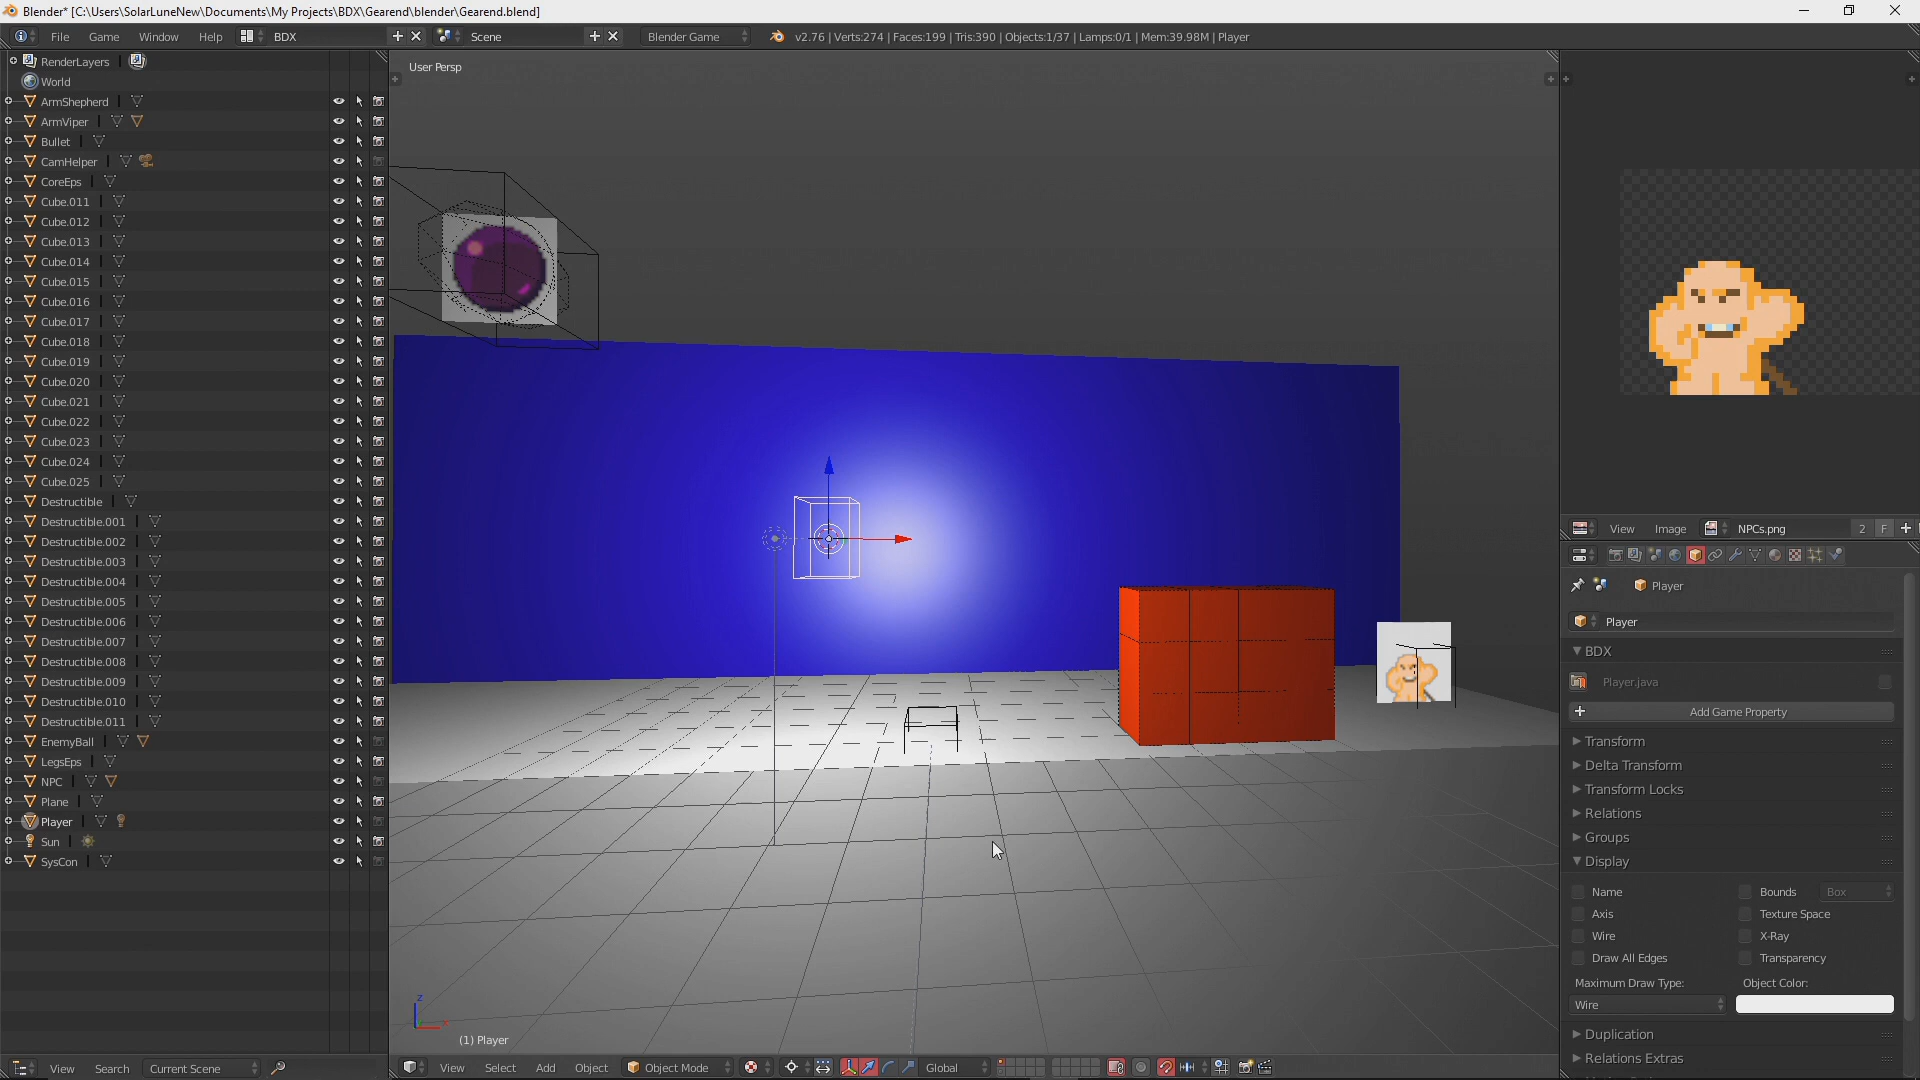 Blender* [C:\Users\SolarLuneNew\Documents\My Projects\BDX\Gearend\blender\Gearend.blend]
File Game Window Help BDX Scene Blender Game v2.76 | Verts:274 | Faces:199 | Tris:390 | Objects:1/37 | Lamps:0/1 | Mem:39.98M | Player
RenderLayers
World
ArmShepherd
ArmViper
Bullet
CamHelper
CoreEps
Cube.011
Cube.012
Cube.013
Cube.014
Cube.015
Cube.016
Cube.017
Cube.018
Cube.019
Cube.020
Cube.021
Cube.022
Cube.023
Cube.024
Cube.025
Destructible
Destructible.001
Destructible.002
Destructible.003
Destructible.004
Destructible.005
Destructible.006
Destructible.007
Destructible.008
Destructible.009
Destructible.010
Destructible.011
EnemyBall
LegsEps
NPC
Plane
Player
Sun
SysCon
View Search Current Scene
User Persp
z
x
(1) Player
View Select Add Object Object Mode Global
View Image NPCs.png 2 F
Player
Player
BDX
Player.java
Add Game Property
Transform
Delta Transform
Transform Locks
Relations
Groups
Display
Name Bounds Box
Axis Texture Space
Wire X-Ray
Draw All Edges Transparency
Maximum Draw Type: Object Color:
Wire
Duplication
Relations Extras